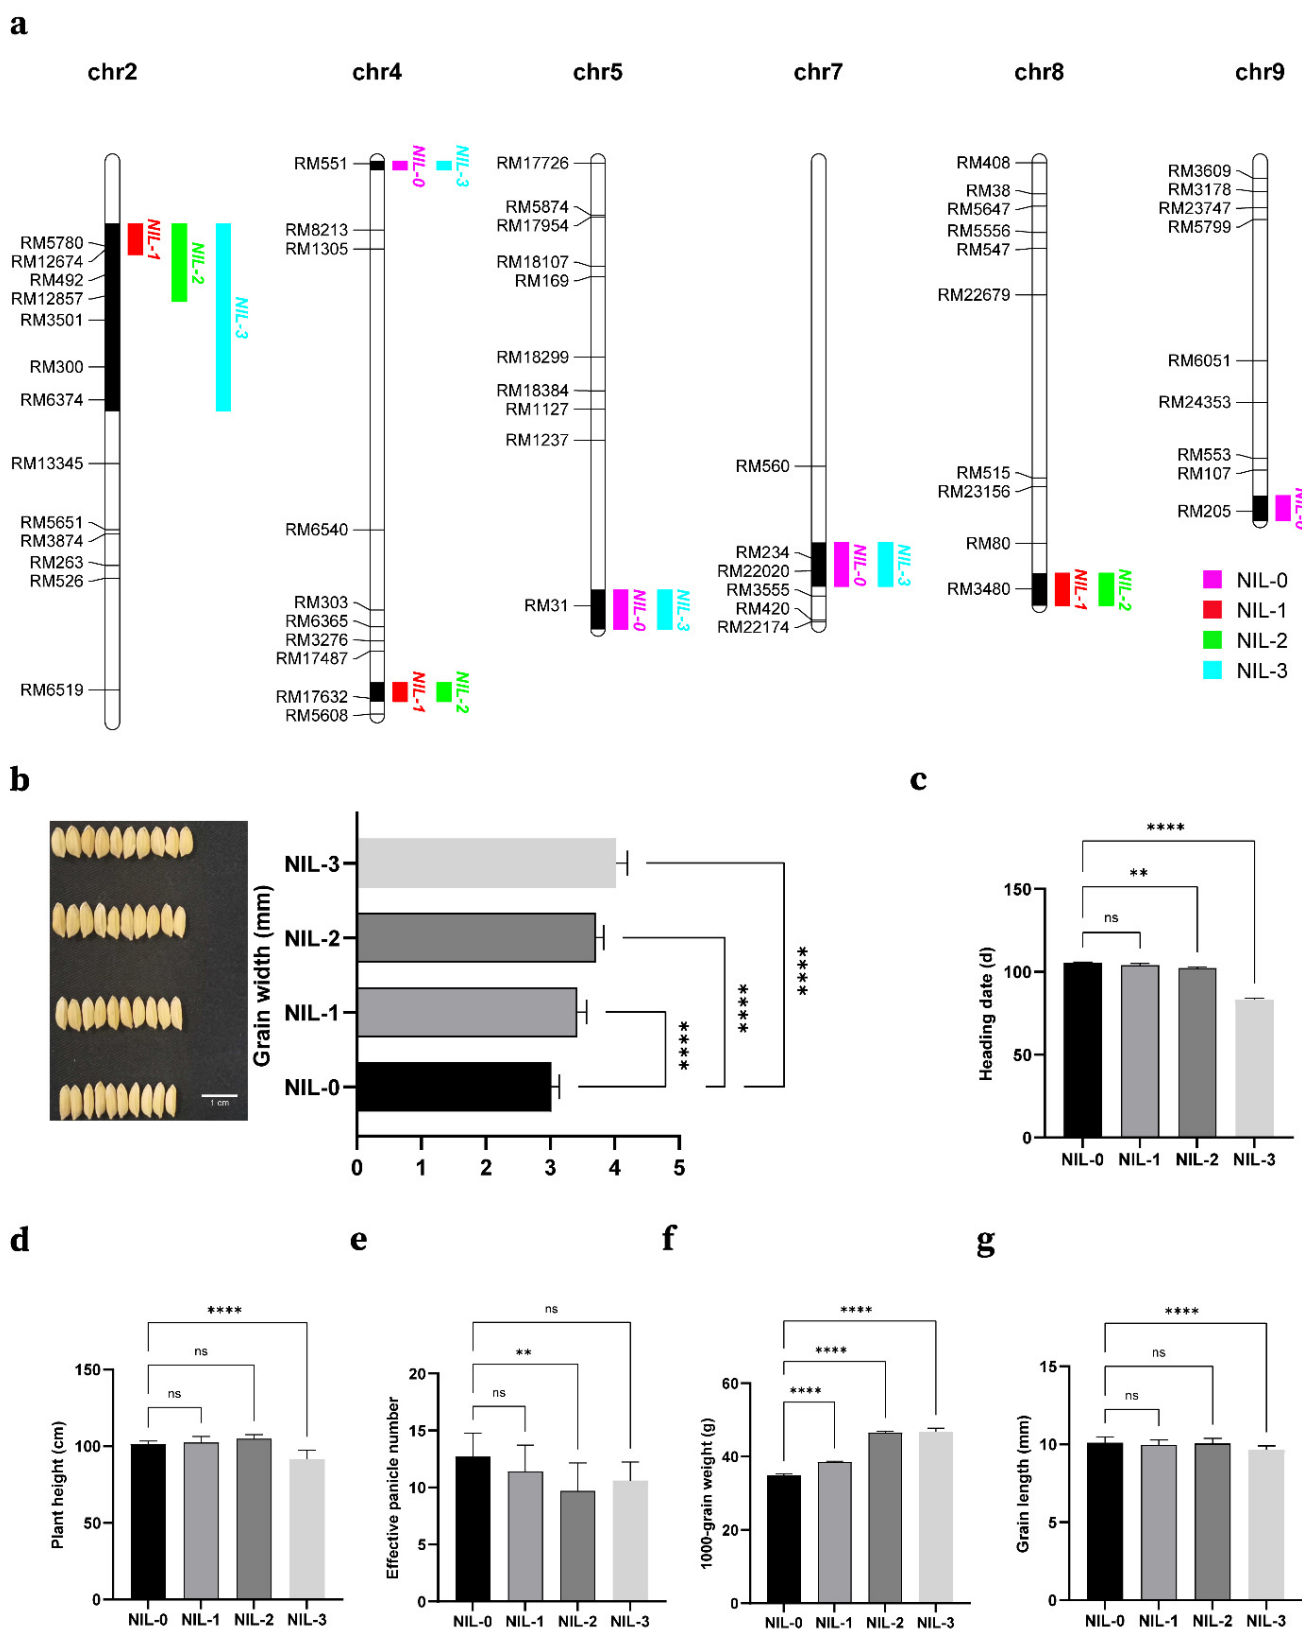 a
chr2 chr4 chr5 chr7 chr8 chr9
RM5780
RM12674
RM492
RM12857
RM3501
RM300
RM6374
RM13345
RM5651
RM3874
RM263
RM526
RM6519
NIL-1
NIL-2
NIL-3
RM551
RM8213
RM1305
RM6540
RM303
RM6365
RM3276
RM17487
RM17632
RM5608
NIL-0
NIL-3
NIL-1
NIL-2
RM17726
RM5874
RM17954
RM18107
RM169
RM18299
RM18384
RM1127
RM1237
RM31
NIL-0
NIL-3
RM560
RM234
RM22020
RM3555
RM420
RM22174
NIL-0
NIL-3
RM408
RM38
RM5647
RM5556
RM547
RM22679
RM515
RM23156
RM80
RM3480
NIL-1
NIL-2
RM3609
RM3178
RM23747
RM5799
RM6051
RM24353
RM553
RM107
RM205
NIL-0
NIL-0
NIL-1
NIL-2
NIL-3
b
1 cm
Grain width (mm)
NIL-3
NIL-2
NIL-1
NIL-0
0 1 2 3 4 5
****
****
****
c
****
**
ns
Heading date (d)
150
100
50
0
NIL-0 NIL-1 NIL-2 NIL-3
d
****
ns
ns
Plant height (cm)
150
100
50
0
NIL-0 NIL-1 NIL-2 NIL-3
e
ns
**
ns
Effective panicle number
20
15
10
5
0
NIL-0 NIL-1 NIL-2 NIL-3
f
****
****
****
1000-grain weight (g)
60
40
20
0
NIL-0 NIL-1 NIL-2 NIL-3
g
****
ns
ns
Grain length (mm)
15
10
5
0
NIL-0 NIL-1 NIL-2 NIL-3